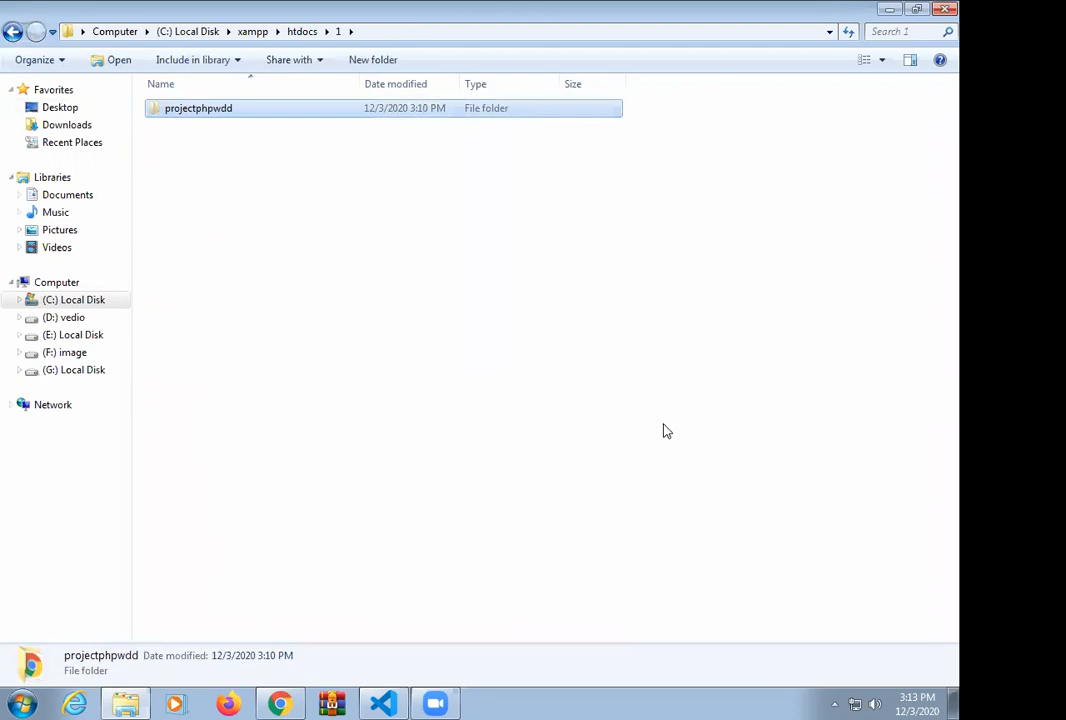 Computer (C:) Local Disk xampp htdocs 1 Search 1
Organize Open Include in library Share with New folder
Name Date modified Type Size
projectphpwdd 12/3/2020 3:10 PM File folder
Favorites
Desktop
Downloads
Recent Places
Libraries
Documents
Music
Pictures
Videos
Computer
(C:) Local Disk
(D:) vedio
(E:) Local Disk
(F:) image
(G:) Local Disk
Network
projectphpwdd Date modified: 12/3/2020 3:10 PM
File folder
3:13 PM
12/3/2020